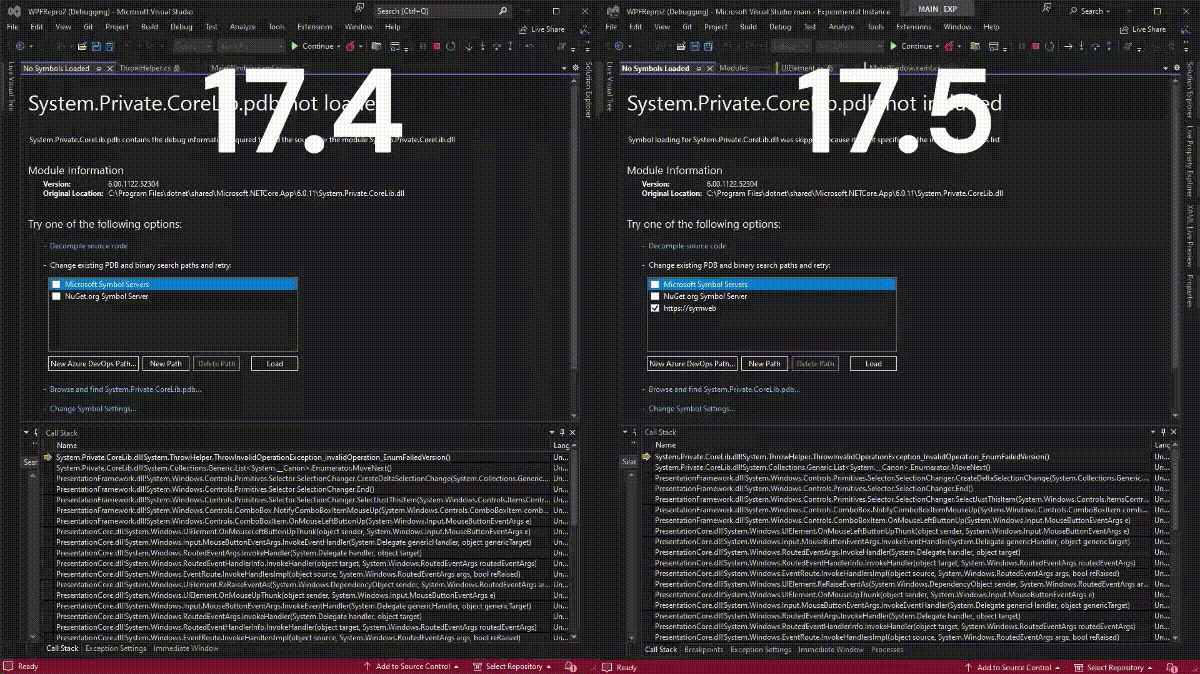 WPFRepro2 (Debugging) - Microsoft Visual Studio
Search (Ctrl+Q)
File Edit View Git Project Build Debug Test Analyze Tools Extensions Window Help
Live Share
Continue
No Symbols Loaded ThrowHelper.cs
17.4
System.Private.CoreLib.pdb not loaded
System.Private.CoreLib.pdb contains the debug information required to find the source for the module System.Private.CoreLib.dll
Module Information
Version: 6.00.1122.52304
Original Location: C:\Program Files\dotnet\shared\Microsoft.NETCore.App\6.0.11\System.Private.CoreLib.dll
Try one of the following options:
- Decompile source code
- Change existing PDB and binary search paths and retry:
Microsoft Symbol Servers
NuGet.org Symbol Server
New Azure DevOps Path... New Path Delete Path Load
- Browse and find System.Private.CoreLib.pdb...
- Change Symbol Settings...
Live Visual Tree
Solution Explorer
Call Stack
Name Lang
Sear
System.Private.CoreLib.dll!System.ThrowHelper.ThrowInvalidOperationException_InvalidOperation_EnumFailedVersion() Un...
System.Private.CoreLib.dll!System.Collections.Generic.List<System.__Canon>.Enumerator.MoveNext() Un...
PresentationFramework.dll!System.Windows.Controls.Primitives.Selector.SelectionChanger.CreateDeltaSelectionChange(System.Collections.Generic... Un...
PresentationFramework.dll!System.Windows.Controls.Primitives.Selector.SelectionChanger.End() Un...
PresentationFramework.dll!System.Windows.Controls.Primitives.Selector.SelectionChanger.SelectJustThisItem(System.Windows.Controls.ItemsContr... Un...
PresentationFramework.dll!System.Windows.Controls.ComboBox.NotifyComboBoxItemMouseUp(System.Windows.Controls.ComboBoxItem comb... Un...
PresentationFramework.dll!System.Windows.Controls.ComboBoxItem.OnMouseLeftButtonUp(System.Windows.Input.MouseButtonEventArgs e) Un...
PresentationCore.dll!System.Windows.UIElement.OnMouseLeftButtonUpThunk(object sender, System.Windows.Input.MouseButtonEventArgs e) Un...
PresentationCore.dll!System.Windows.Input.MouseButtonEventArgs.InvokeEventHandler(System.Delegate genericHandler, object genericTarget) Un...
PresentationCore.dll!System.Windows.RoutedEventArgs.InvokeHandler(System.Delegate handler, object target) Un...
PresentationCore.dll!System.Windows.RoutedEventHandlerInfo.InvokeHandler(object target, System.Windows.RoutedEventArgs routedEventArgs) Un...
PresentationCore.dll!System.Windows.EventRoute.InvokeHandlersImpl(object source, System.Windows.RoutedEventArgs args, bool reRaised) Un...
PresentationCore.dll!System.Windows.UIElement.ReRaiseEventAs(System.Windows.DependencyObject sender, System.Windows.RoutedEventArgs ar... Un...
PresentationCore.dll!System.Windows.UIElement.OnMouseUpThunk(object sender, System.Windows.Input.MouseButtonEventArgs e) Un...
PresentationCore.dll!System.Windows.Input.MouseButtonEventArgs.InvokeEventHandler(System.Delegate genericHandler, object genericTarget) Un...
PresentationCore.dll!System.Windows.RoutedEventArgs.InvokeHandler(System.Delegate handler, object target) Un...
PresentationCore.dll!System.Windows.RoutedEventHandlerInfo.InvokeHandler(object target, System.Windows.RoutedEventArgs routedEventArgs) Un...
PresentationCore.dll!System.Windows.EventRoute.InvokeHandlersImpl(object source, System.Windows.RoutedEventArgs args, bool reRaised) Un...
Call Stack Exception Settings Immediate Window
Ready Add to Source Control Select Repository
WPFRepro2 (Debugging) - Microsoft Visual Studio main - Experimental Instance
MAIN EXP
Search
File Edit View Git Project Build Debug Test Analyze Tools Extensions Window Help
Live Share
Continue
No Symbols Loaded Modules
17.5
System.Private.CoreLib.pdb not included
Symbol loading for System.Private.CoreLib.dll was skipped because list
Module Information
Version: 6.00.1122.52304
Original Location: C:\Program Files\dotnet\shared\Microsoft.NETCore.App\6.0.11\System.Private.CoreLib.dll
Try one of the following options:
- Decompile source code
- Change existing PDB and binary search paths and retry:
Microsoft Symbol Servers
NuGet.org Symbol Server
https://symweb
New Azure DevOps Path... New Path Delete Path Load
- Browse and find System.Private.CoreLib.pdb...
- Change Symbol Settings...
Live Visual Tree
Solution Explorer Live Property Explorer XAML Live Preview Properties
Call Stack
Name Lang
Sear
System.Private.CoreLib.dll!System.ThrowHelper.ThrowInvalidOperationException_InvalidOperation_EnumFailedVersion() Un...
System.Private.CoreLib.dll!System.Collections.Generic.List<System.__Canon>.Enumerator.MoveNext() Un...
PresentationFramework.dll!System.Windows.Controls.Primitives.Selector.SelectionChanger.CreateDeltaSelectionChange(System.Collections.Generic... Un...
PresentationFramework.dll!System.Windows.Controls.Primitives.Selector.SelectionChanger.End() Un...
PresentationFramework.dll!System.Windows.Controls.Primitives.Selector.SelectionChanger.SelectJustThisItem(System.Windows.Controls.ItemsContr... Un...
PresentationFramework.dll!System.Windows.Controls.ComboBox.NotifyComboBoxItemMouseUp(System.Windows.Controls.ComboBoxItem comb... Un...
PresentationFramework.dll!System.Windows.Controls.ComboBoxItem.OnMouseLeftButtonUp(System.Windows.Input.MouseButtonEventArgs e) Un...
PresentationCore.dll!System.Windows.UIElement.OnMouseLeftButtonUpThunk(object sender, System.Windows.Input.MouseButtonEventArgs e) Un...
PresentationCore.dll!System.Windows.Input.MouseButtonEventArgs.InvokeEventHandler(System.Delegate genericHandler, object genericTarget) Un...
PresentationCore.dll!System.Windows.RoutedEventArgs.InvokeHandler(System.Delegate handler, object target) Un...
PresentationCore.dll!System.Windows.RoutedEventHandlerInfo.InvokeHandler(object target, System.Windows.RoutedEventArgs routedEventArgs) Un...
PresentationCore.dll!System.Windows.EventRoute.InvokeHandlersImpl(object source, System.Windows.RoutedEventArgs args, bool reRaised) Un...
PresentationCore.dll!System.Windows.UIElement.ReRaiseEventAs(System.Windows.DependencyObject sender, System.Windows.RoutedEventArgs ar... Un...
PresentationCore.dll!System.Windows.UIElement.OnMouseUpThunk(object sender, System.Windows.Input.MouseButtonEventArgs e) Un...
PresentationCore.dll!System.Windows.Input.MouseButtonEventArgs.InvokeEventHandler(System.Delegate genericHandler, object genericTarget) Un...
PresentationCore.dll!System.Windows.RoutedEventArgs.InvokeHandler(System.Delegate handler, object target) Un...
PresentationCore.dll!System.Windows.RoutedEventHandlerInfo.InvokeHandler(object target, System.Windows.RoutedEventArgs routedEventArgs) Un...
PresentationCore.dll!System.Windows.EventRoute.InvokeHandlersImpl(object source, System.Windows.RoutedEventArgs args, bool reRaised) Un...
Call Stack Breakpoints Exception Settings Immediate Window Processes
Ready Add to Source Control Select Repository